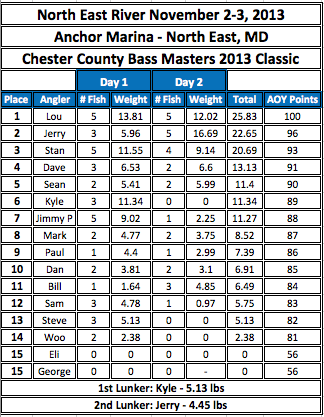 North East River November 2-3, 2013
Anchor Marina - North East, MD
Chester County Bass Masters 2013 Classic
Day 1 Day 2
Place Angler # Fish Weight # Fish Weight Total AOY Points
1 Lou 5 13.81 5 12.02 25.83 100
2 Jerry 3 5.96 5 16.69 22.65 96
3 Stan 5 11.55 4 9.14 20.69 93
4 Dave 3 6.53 2 6.6 13.13 91
5 Sean 2 5.41 2 5.99 11.4 90
6 Kyle 3 11.34 0 0 11.34 89
7 Jimmy P 5 9.02 1 2.25 11.27 88
8 Mark 2 4.77 2 3.75 8.52 87
9 Paul 1 4.4 1 2.99 7.39 86
10 Dan 2 3.81 2 3.1 6.91 85
11 Bill 1 1.64 3 4.85 6.49 84
12 Sam 3 4.78 1 0.97 5.75 83
13 Steve 3 5.13 0 0 5.13 82
14 Woo 2 2.38 0 0 2.38 81
15 Eli 0 0 0 0 0 56
15 George 0 0 - 0 56
1st Lunker: Kyle - 5.13 lbs
2nd Lunker: Jerry - 4.45 lbs